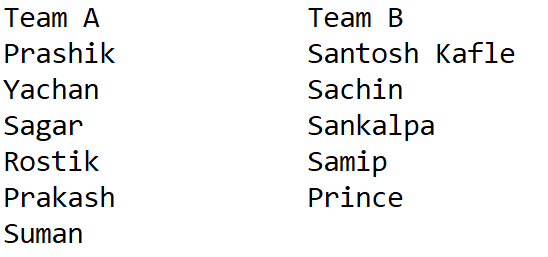 Team A                   Team B
Prashik                  Santosh Kafle
Yachan                   Sachin
Sagar                    Sankalpa
Rostik                   Samip
Prakash                  Prince
Suman